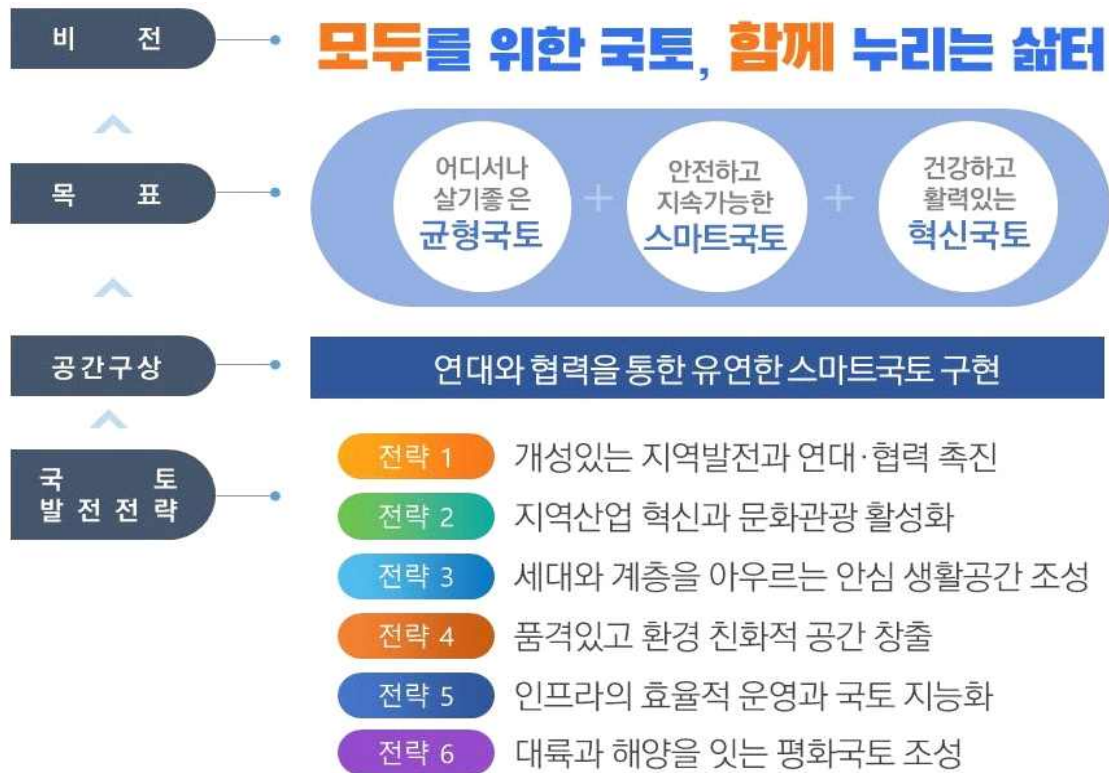 비 전
모두를 위한 국토, 함께 누리는 삶터
목 표
어디서나
살기좋은
균형국토
+
안전하고
지속가능한
스마트국토
+
건강하고
활력있는
혁신국토
공간구상
연대와 협력을 통한 유연한 스마트국토 구현
국 토
발 전 전 략
전략 1 개성있는 지역발전과 연대·협력 촉진
전략 2 지역산업 혁신과 문화관광 활성화
전략 3 세대와 계층을 아우르는 안심 생활공간 조성
전략 4 품격있고 환경 친화적 공간 창출
전략 5 인프라의 효율적 운영과 국토 지능화
전략 6 대륙과 해양을 잇는 평화국토 조성